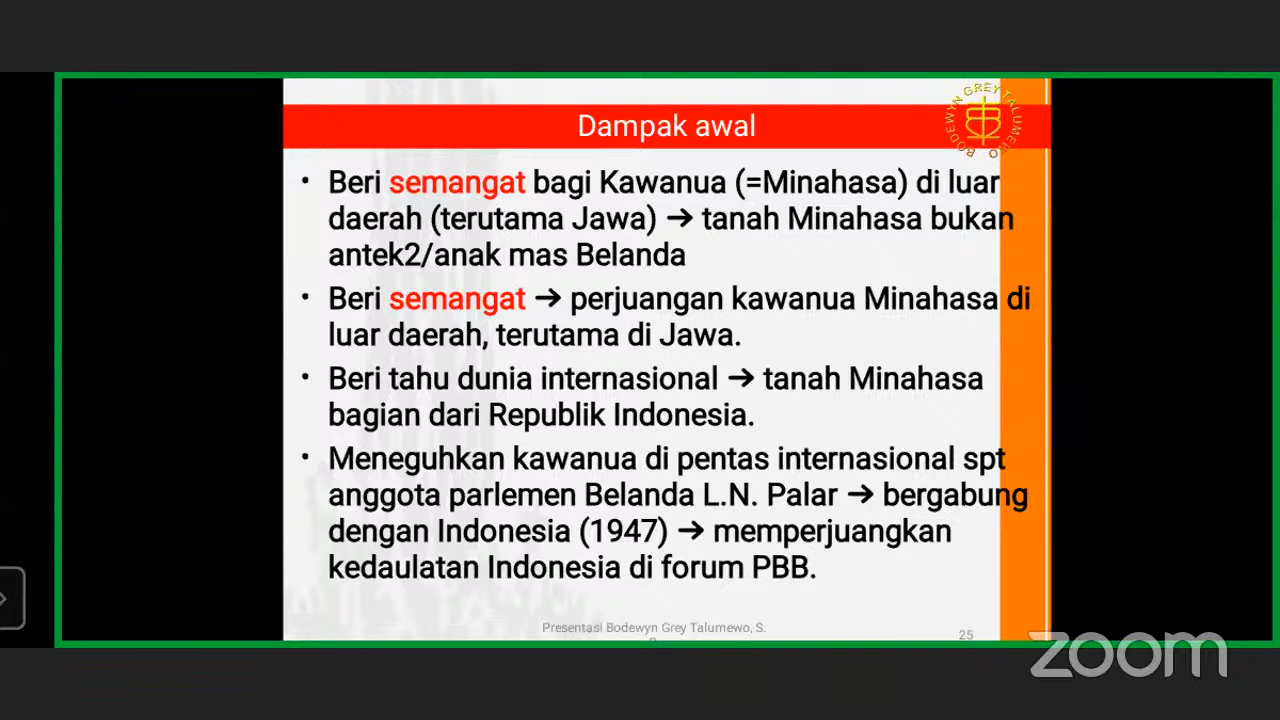 Dampak awal
BODEWYN GREY TALUMEWO
• Beri semangat bagi Kawanua (=Minahasa) di luar
daerah (terutama Jawa) → tanah Minahasa bukan
antek2/anak mas Belanda
• Beri semangat → perjuangan kawanua Minahasa di
luar daerah, terutama di Jawa.
• Beri tahu dunia internasional → tanah Minahasa
bagian dari Republik Indonesia.
• Meneguhkan kawanua di pentas internasional spt
anggota parlemen Belanda L.N. Palar → bergabung
dengan Indonesia (1947) → memperjuangkan
kedaulatan Indonesia di forum PBB.
Presentasi Bodewyn Grey Talumewo, S.
25
zoom